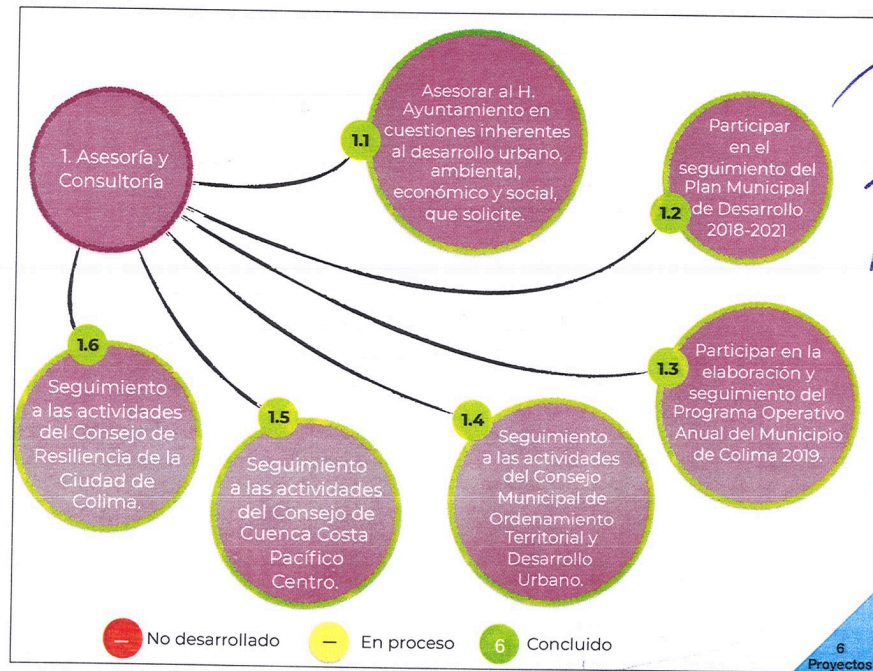 1. Asesoría y
Consultoría
1.1
Asesorar al H.
Ayuntamiento en
cuestiones inherentes
al desarrollo urbano,
ambiental,
económico y social,
que solicite.
1.2
Participar
en el
seguimiento del
Plan Municipal
de Desarrollo
2018-2021
1.3
Participar en la
elaboración y
seguimiento del
Programa Operativo
Anual del Municipio
de Colima 2019.
1.4
Seguimiento
a las actividades
del Consejo
Municipal de
Ordenamiento
Territorial y
Desarrollo
Urbano.
1.5
Seguimiento
a las actividades
del Consejo de
Cuenca Costa
Pacífico
Centro.
1.6
Seguimiento
a las actividades
del Consejo de
Resiliencia de la
Ciudad de
Colima.
– No desarrollado – En proceso 6 Concluido
6
Proyectos